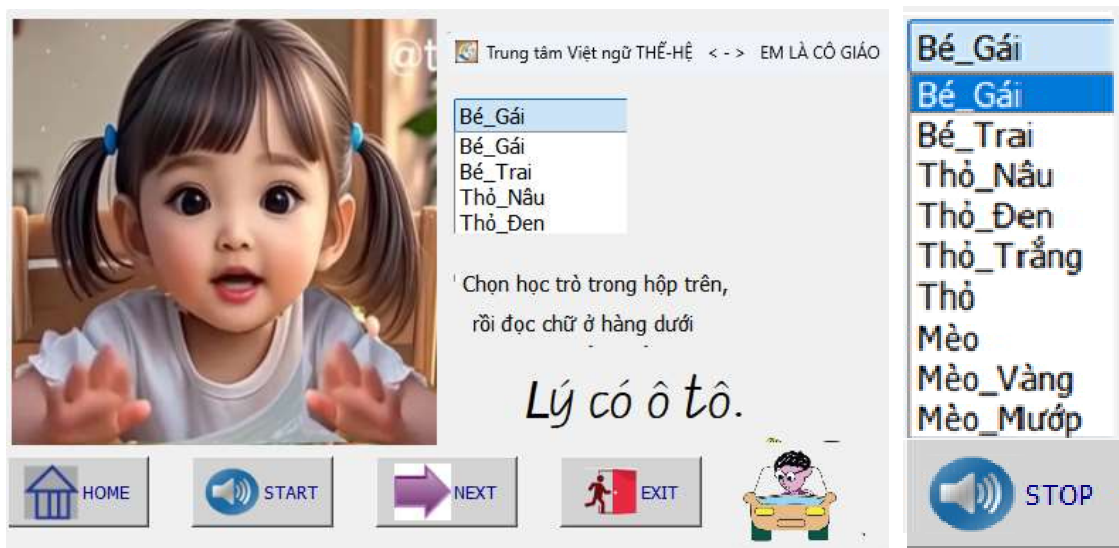 @t
Trung tâm Việt ngữ THẾ-HỆ < - > EM LÀ CÔ GIÁO
Bé_Gái
Bé_Gái
Bé_Trai
Thỏ_Nâu
Thỏ_Đen
Chọn học trò trong hộp trên,
rồi đọc chữ ở hàng dưới
Lý có ô tô.
HOME
START
NEXT
EXIT
Bé_Gái
Bé_Gái
Bé_Trai
Thỏ_Nâu
Thỏ_Đen
Thỏ_Trắng
Thỏ
Mèo
Mèo_Vàng
Mèo_Mướp
STOP